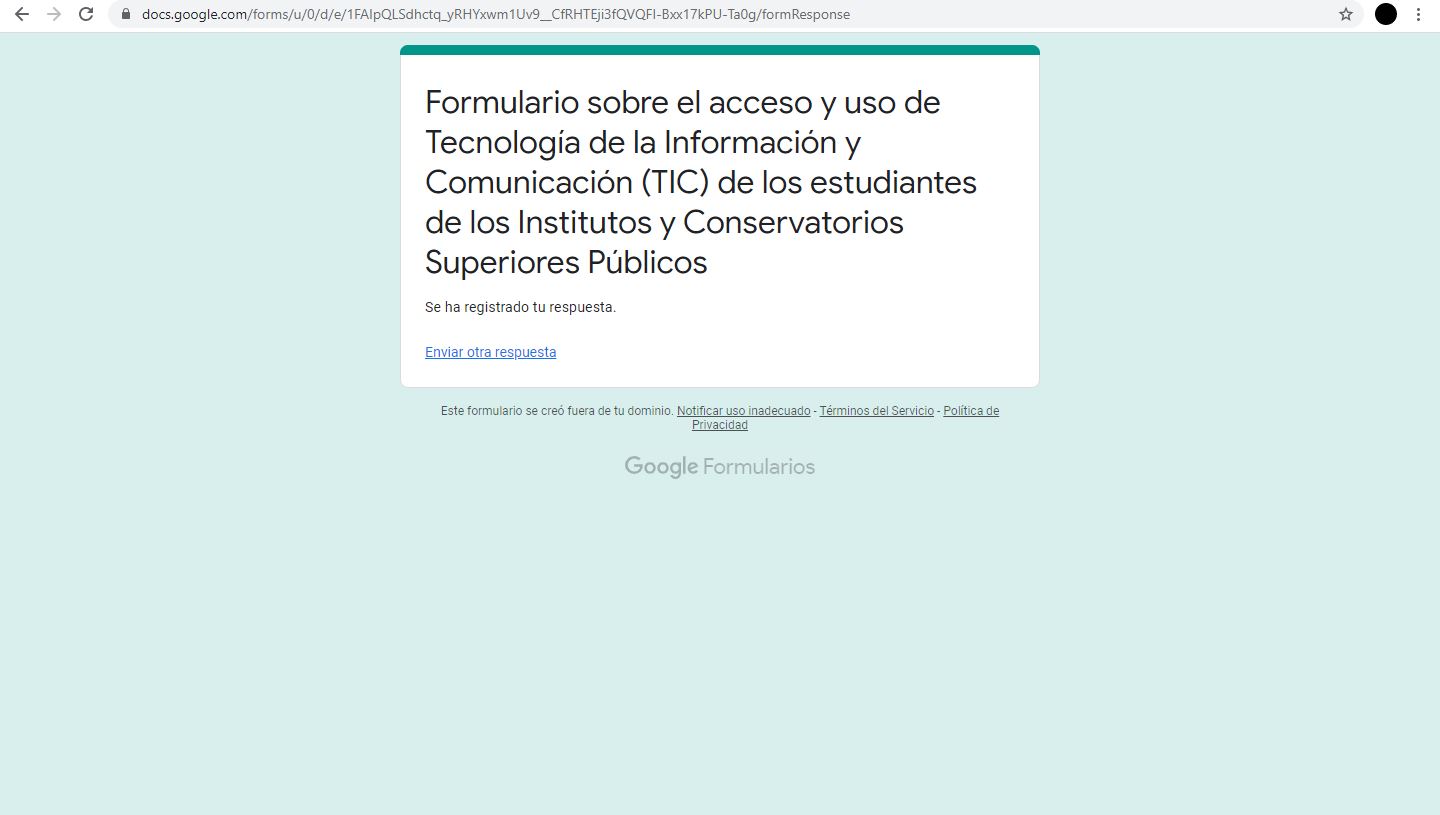 docs.google.com/forms/u/0/d/e/1FAIpQLSdhctq_yRHYxwm1Uv9__CfRHTEji3fQVQFI-Bxx17kPU-Ta0g/formResponse
Formulario sobre el acceso y uso de
Tecnología de la Información y
Comunicación (TIC) de los estudiantes
de los Institutos y Conservatorios
Superiores Públicos
Se ha registrado tu respuesta.
Enviar otra respuesta
Este formulario se creó fuera de tu dominio. Notificar uso inadecuado - Términos del Servicio - Política de
Privacidad
Google Formularios